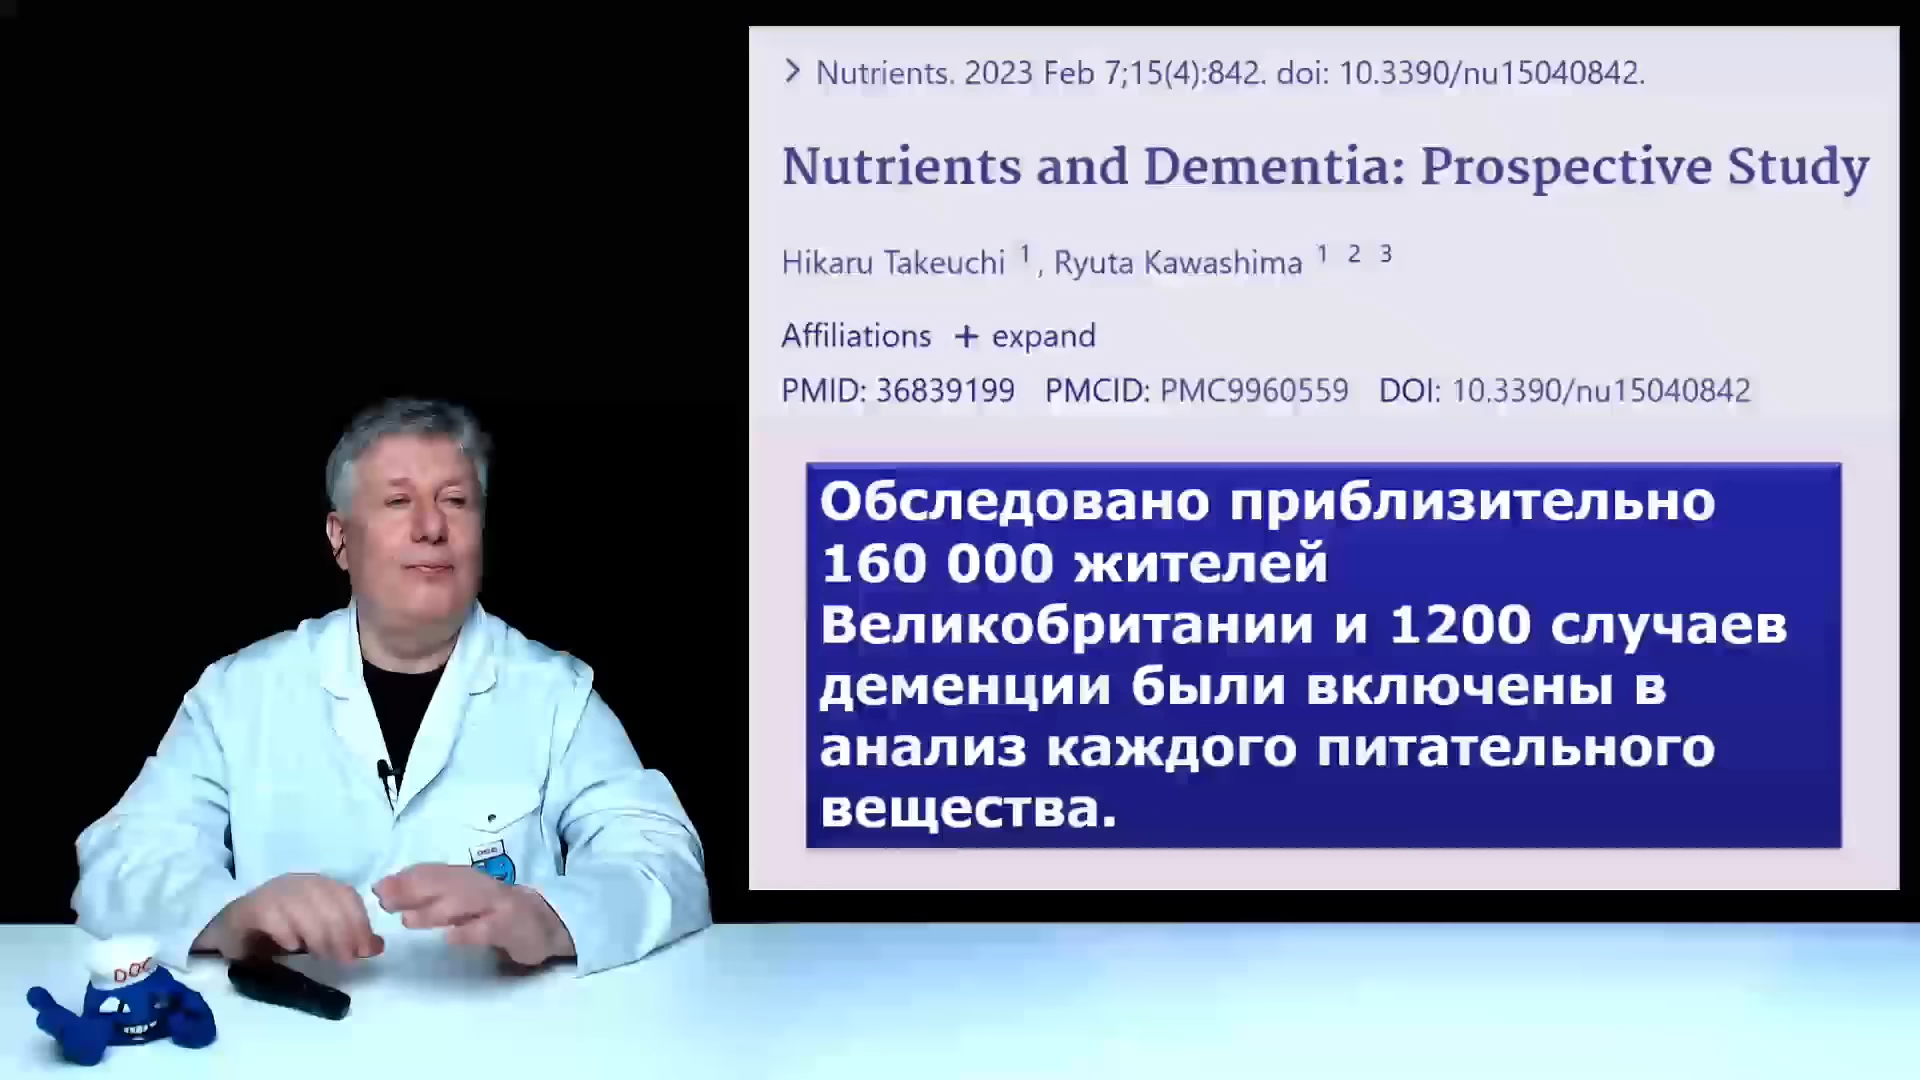 Nutrients. 2023 Feb 7;15(4):842. doi: 10.3390/nu15040842.
Nutrients and Dementia: Prospective Study
Hikaru Takeuchi 1, Ryuta Kawashima 1 2 3
Affiliations + expand
PMID: 36839199 PMCID: PMC9960559 DOI: 10.3390/nu15040842
Обследовано приблизительно
160 000 жителей
Великобритании и 1200 случаев
деменции были включены в
анализ каждого питательного
вещества.
DOC